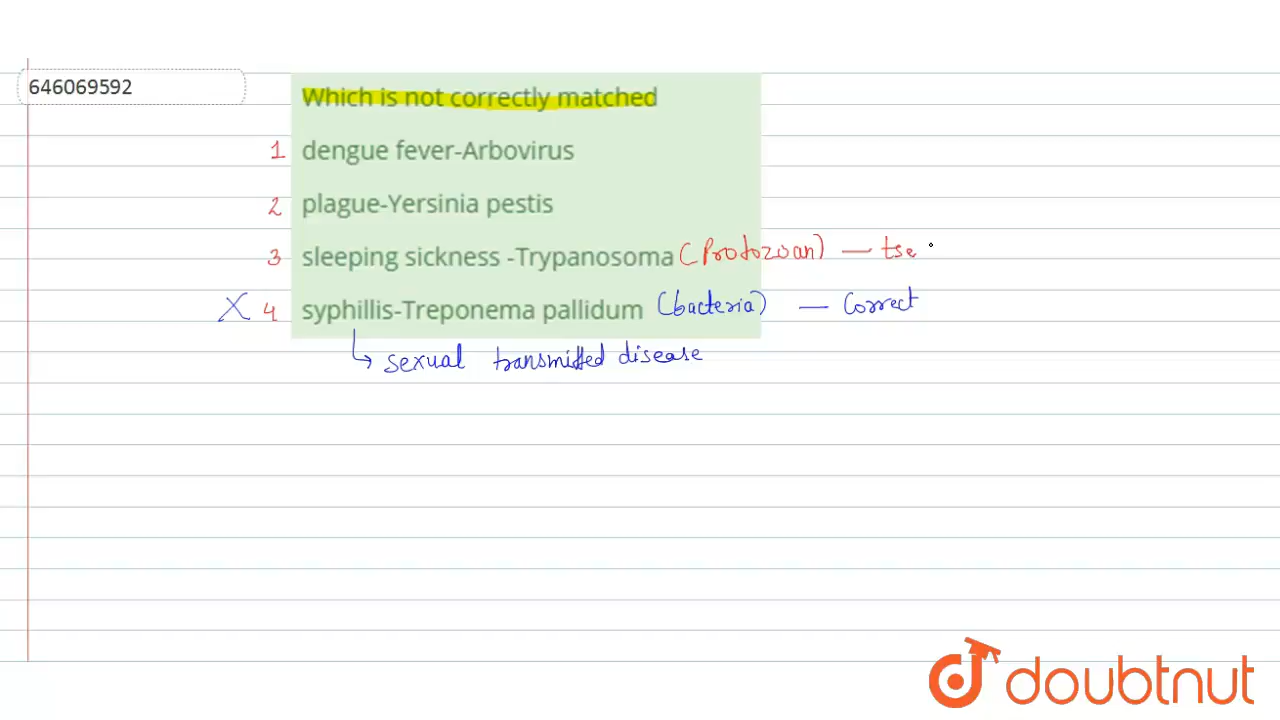 646069592
Which is not correctly matched
1 dengue fever-Arbovirus
2 plague-Yersinia pestis
3 sleeping sickness -Trypanosoma (Protozoan) — tse
X 4 syphillis-Treponema pallidum (bacteria) — Correct
↳ sexual transmitted disease
doubtnut